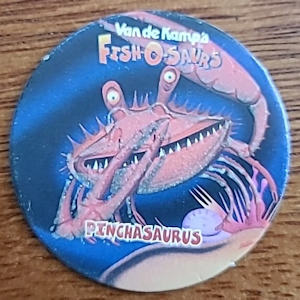 Van de Kamp's
FISH-O-SAURS
PINCHASAURUS